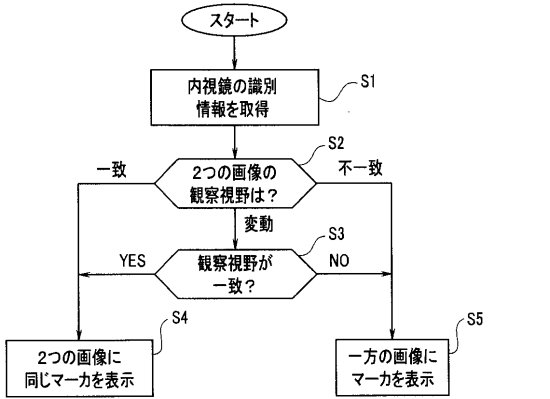 スタート
内視鏡の識別
情報を取得
S1
2つの画像の
観察視野は?
S2
一致
不一致
変動
観察視野が
一致?
S3
YES
NO
2つの画像に
同じマーカを表示
S4
一方の画像に
マーカを表示
S5